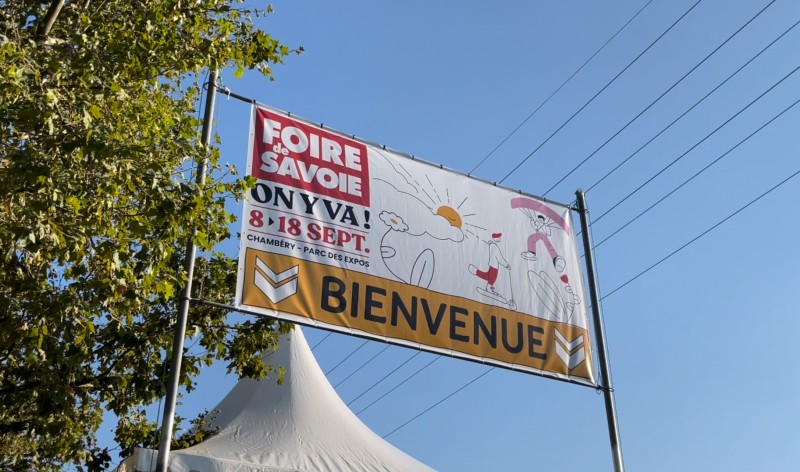 FOIRE
de
SAVOIE
ON Y VA !
8 ▸ 18 SEPT.
CHAMBÉRY - PARC DES EXPOS
BIENVENUE